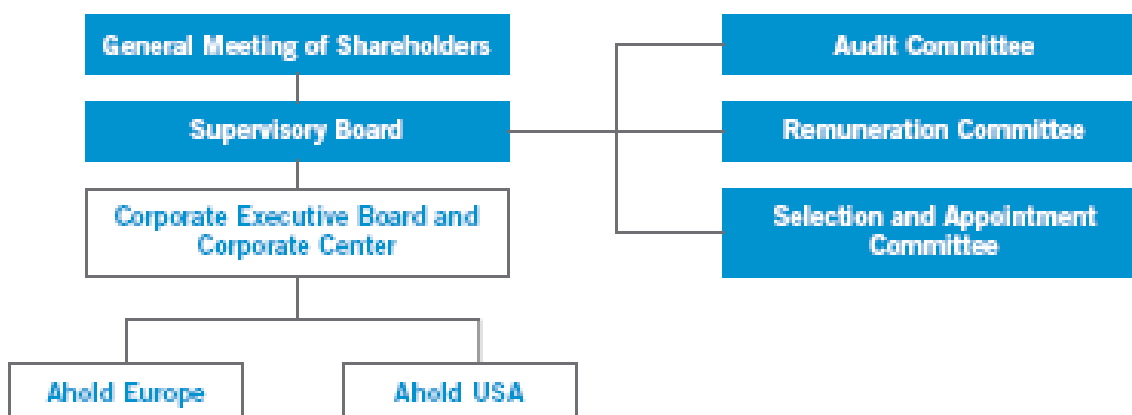 General Meeting of Shareholders
Audit Committee
Supervisory Board
Remuneration Committee
Corporate Executive Board and
Corporate Center
Selection and Appointment
Committee
Ahold Europe
Ahold USA